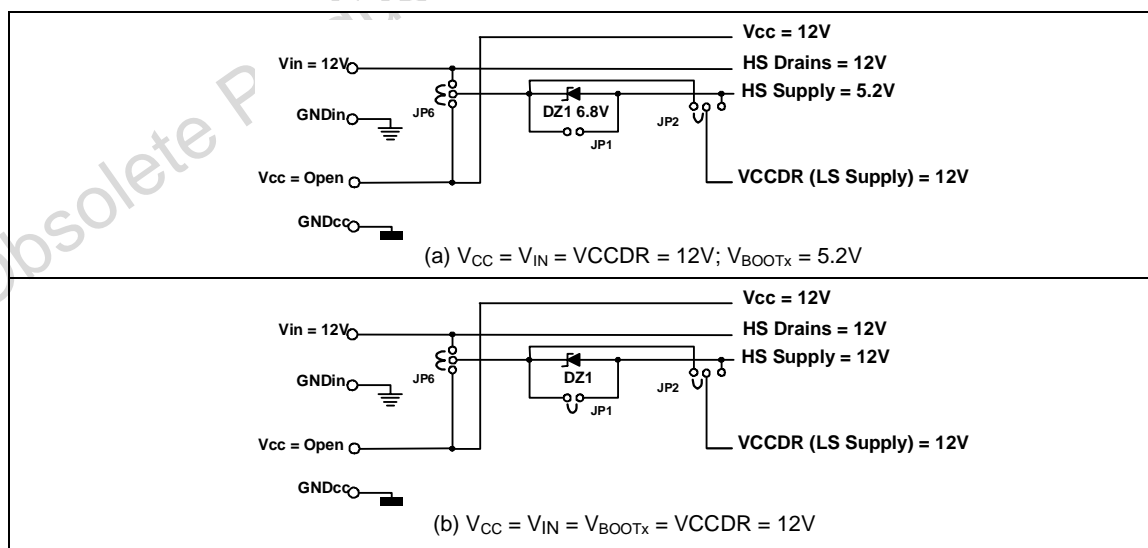 Obsolete P
Vcc = 12V
Vin = 12V
HS Drains = 12V
HS Supply = 5.2V
JP6
DZ1 6.8V
JP2
GNDin
JP1
Vcc = Open
VCCDR (LS Supply) = 12V
GNDcc
(a) VCC = VIN = VCCDR = 12V; VBOOTx = 5.2V
Vcc = 12V
Vin = 12V
HS Drains = 12V
HS Supply = 12V
JP6
DZ1
JP2
GNDin
JP1
Vcc = Open
VCCDR (LS Supply) = 12V
GNDcc
(b) VCC = VIN = VBOOTx = VCCDR = 12V